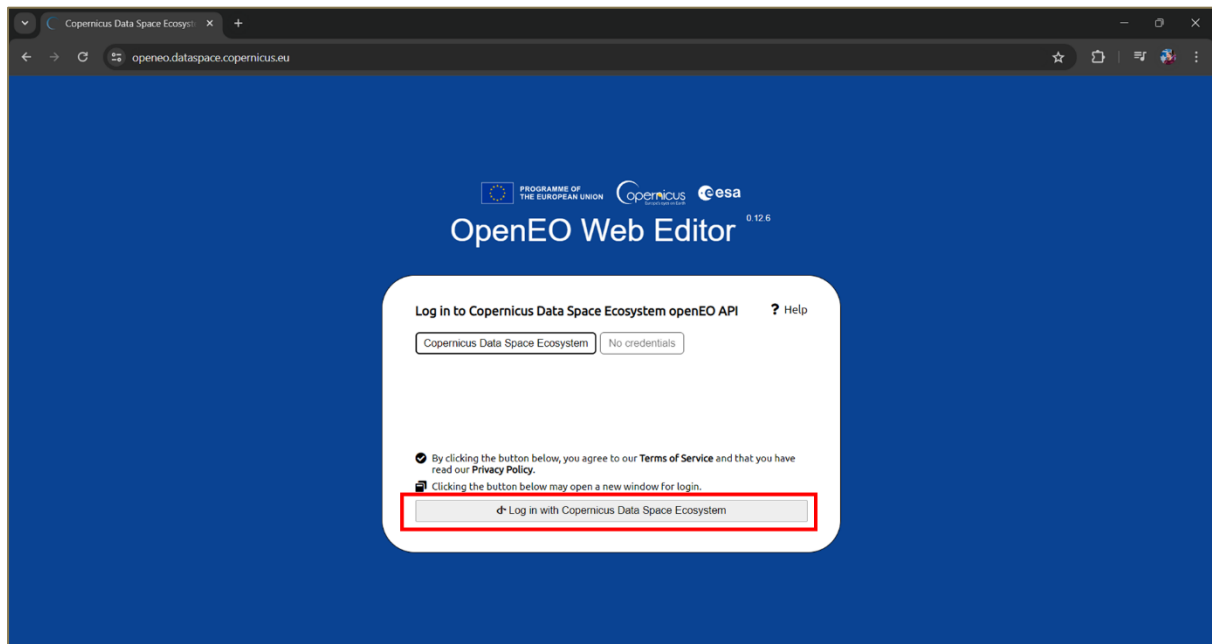 Copernicus Data Space Ecosyst
openeo.dataspace.copernicus.eu
PROGRAMME OF
THE EUROPEAN UNION
opernicus
esa
OpenEO Web Editor 0.12.6
Log in to Copernicus Data Space Ecosystem openEO API
? Help
Copernicus Data Space Ecosystem
No credentials
By clicking the button below, you agree to our Terms of Service and that you have
read our Privacy Policy.
Clicking the button below may open a new window for login.
Log in with Copernicus Data Space Ecosystem